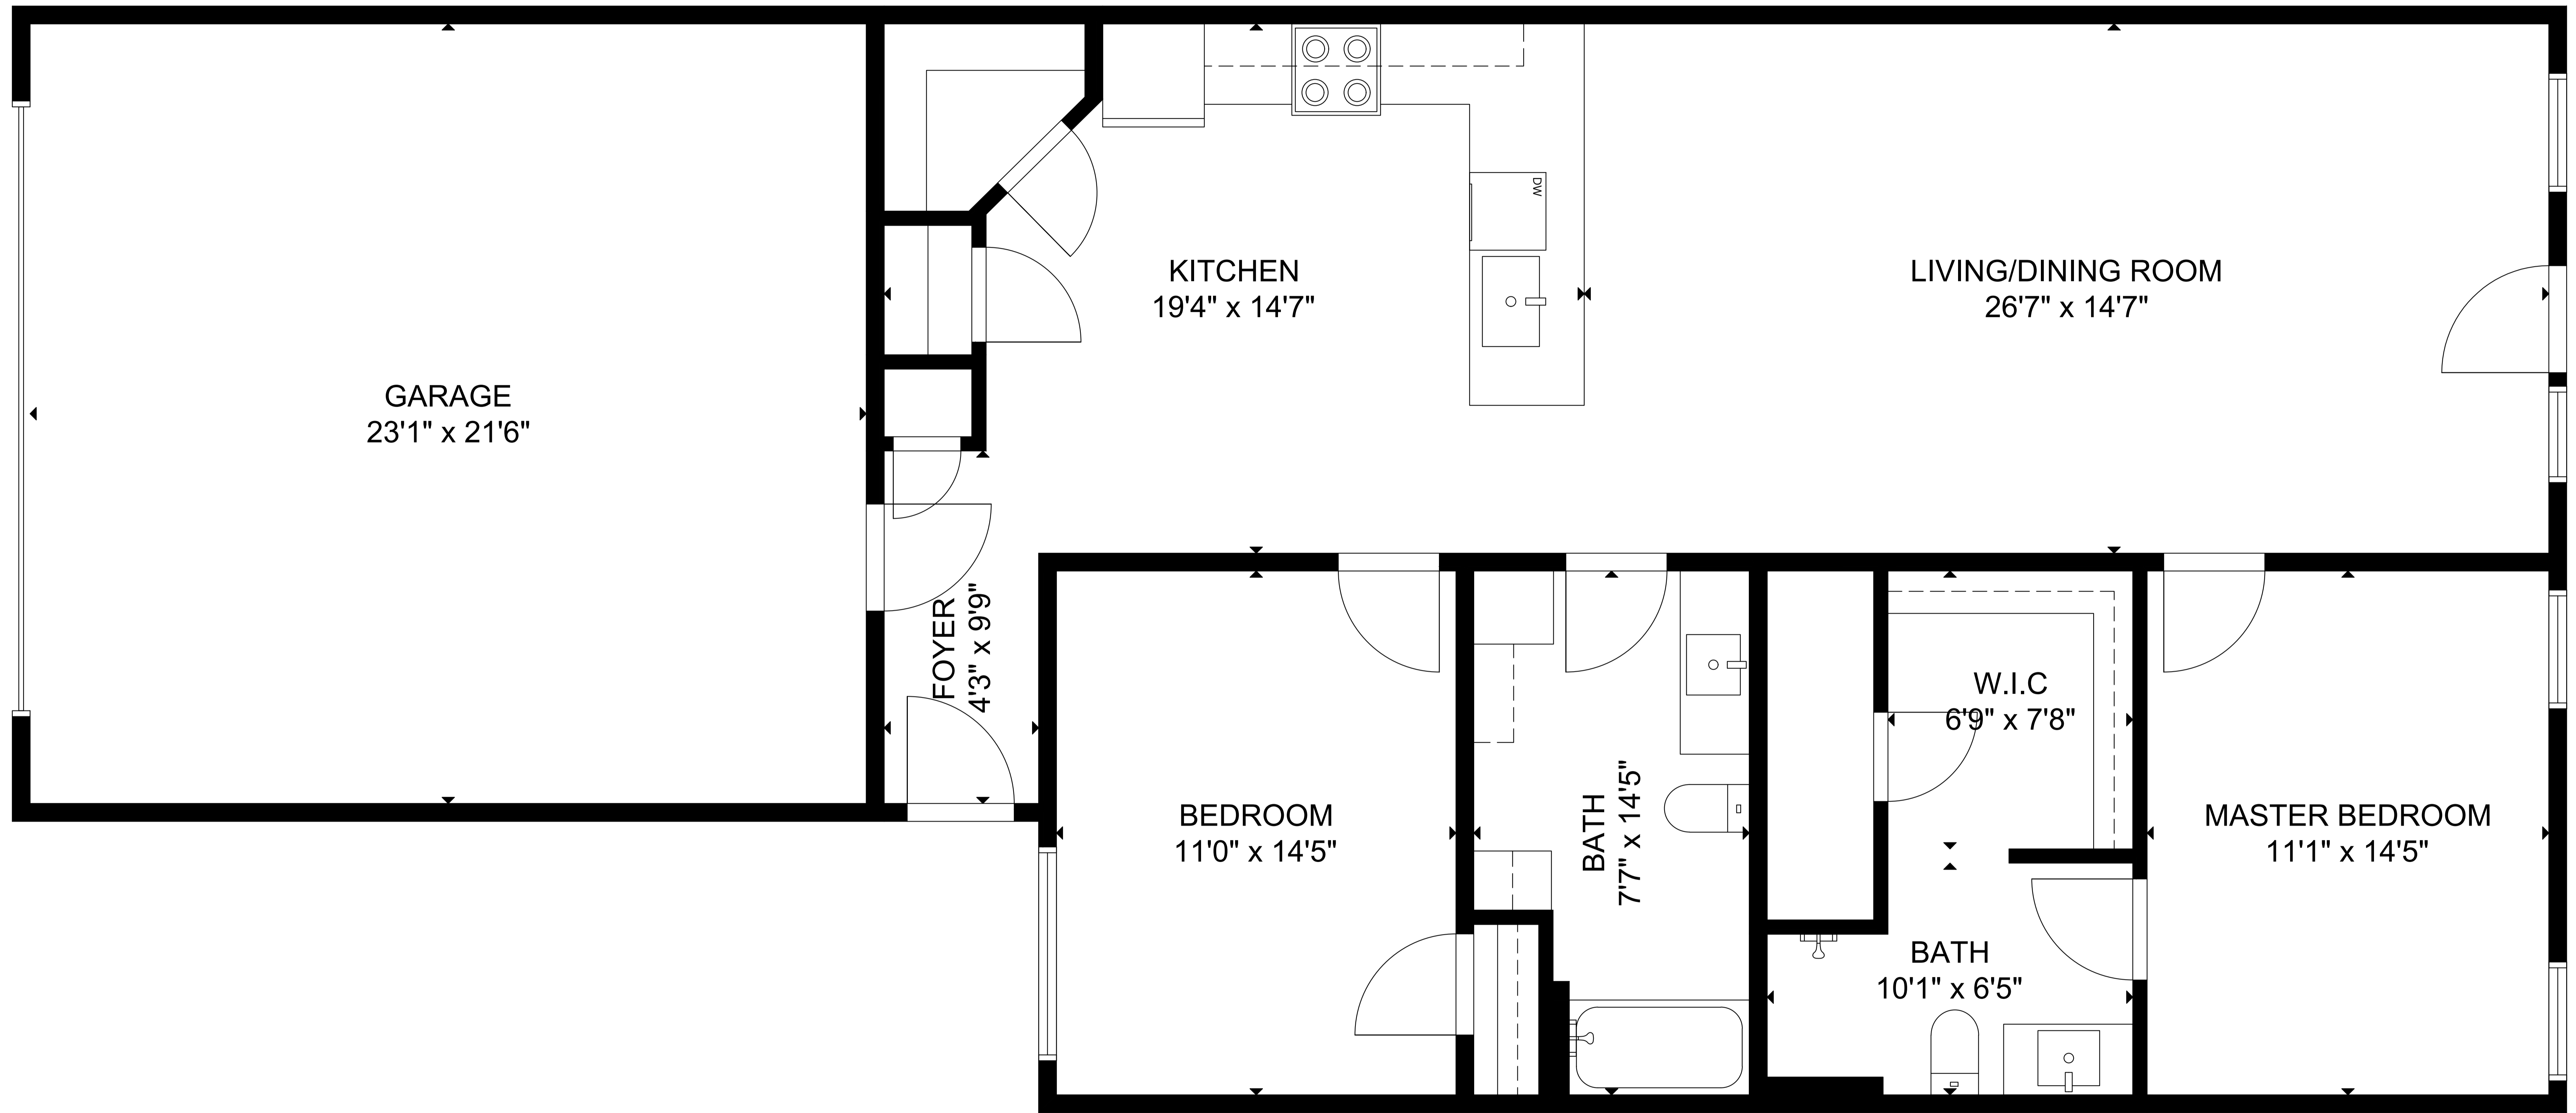 DW
KITCHEN
19'4" x 14'7"
LIVING/DINING ROOM
26'7" x 14'7"
GARAGE
23'1" x 21'6"
FOYER
4'3" x 9'9"
W.I.C
6'9" x 7'8"
BEDROOM
11'0" x 14'5"
BATH
7'7" x 14'5"
MASTER BEDROOM
11'1" x 14'5"
BATH
10'1" x 6'5"